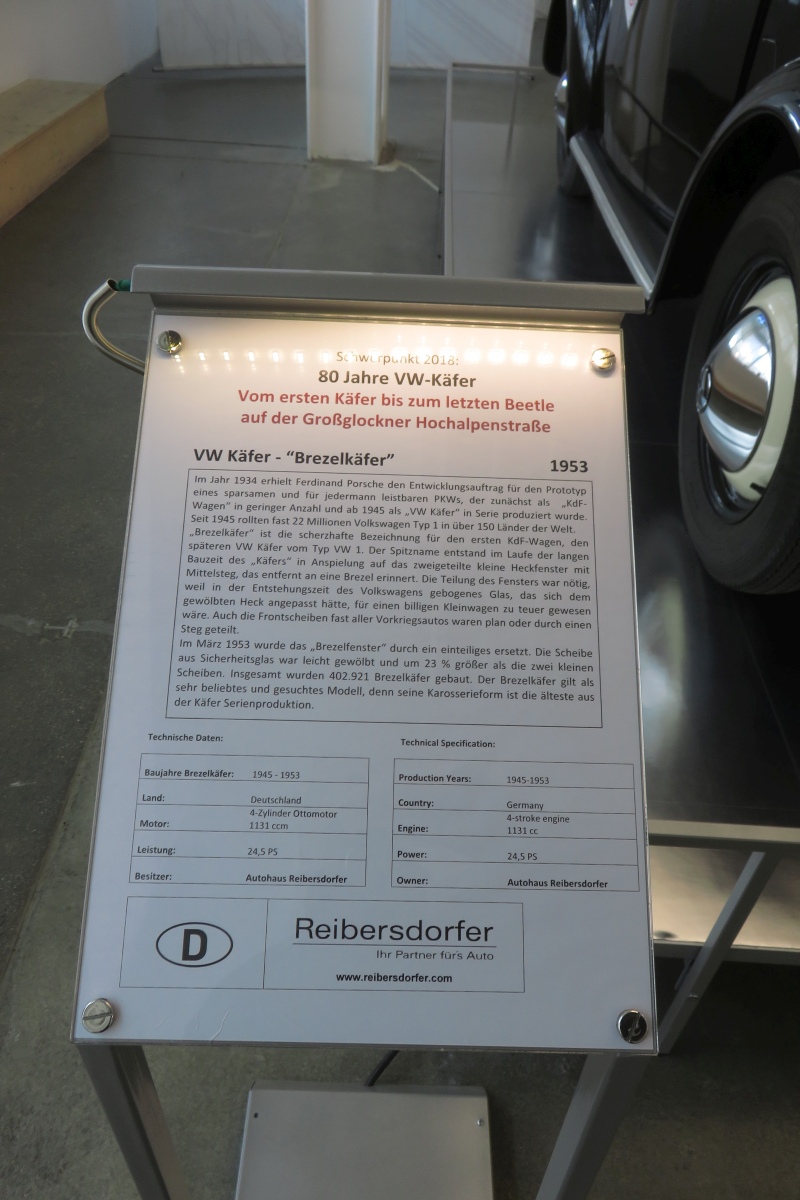 Schwerpunkt 2018:
80 Jahre VW-Käfer
Vom ersten Käfer bis zum letzten Beetle
auf der Großglockner Hochalpenstraße
VW Käfer - “Brezelkäfer” 1953
Im Jahr 1934 erhielt Ferdinand Porsche den Entwicklungsauftrag für den Prototyp
eines sparsamen und für jedermann leistbaren PKWs, der zunächst als „KdF-
Wagen“ in geringer Anzahl und ab 1945 als „VW Käfer“ in Serie produziert wurde.
Seit 1945 rollten fast 22 Millionen Volkswagen Typ 1 in über 150 Länder der Welt.
„Brezelkäfer“ ist die scherzhafte Bezeichnung für den ersten KdF-Wagen, den
späteren VW Käfer vom Typ VW 1. Der Spitzname entstand im Laufe der langen
Bauzeit des „Käfers“ in Anspielung auf das zweigeteilte kleine Heckfenster mit
Mittelsteg, das entfernt an eine Brezel erinnert. Die Teilung des Fensters war nötig,
weil in der Entstehungszeit des Volkswagens gebogenes Glas, das sich dem
gewölbten Heck angepasst hätte, für einen billigen Kleinwagen zu teuer gewesen
wäre. Auch die Frontscheiben fast aller Vorkriegsautos waren plan oder durch einen
Steg geteilt.
Im März 1953 wurde das „Brezelfenster“ durch ein einteiliges ersetzt. Die Scheibe
aus Sicherheitsglas war leicht gewölbt und um 23 % größer als die zwei kleinen
Scheiben. Insgesamt wurden 402.921 Brezelkäfer gebaut. Der Brezelkäfer gilt als
sehr beliebtes und gesuchtes Modell, denn seine Karosserieform ist die älteste aus
der Käfer Serienproduktion.
Technische Daten:
Baujahre Brezelkäfer: 1945 - 1953
Land: Deutschland
Motor: 4-Zylinder Ottomotor
1131 ccm
Leistung: 24,5 PS
Besitzer: Autohaus Reibersdorfer
Technical Specification:
Production Years: 1945-1953
Country: Germany
Engine: 4-stroke engine
1131 cc
Power: 24,5 PS
Owner: Autohaus Reibersdorfer
D
Reibersdorfer
Ihr Partner für's Auto
www.reibersdorfer.com